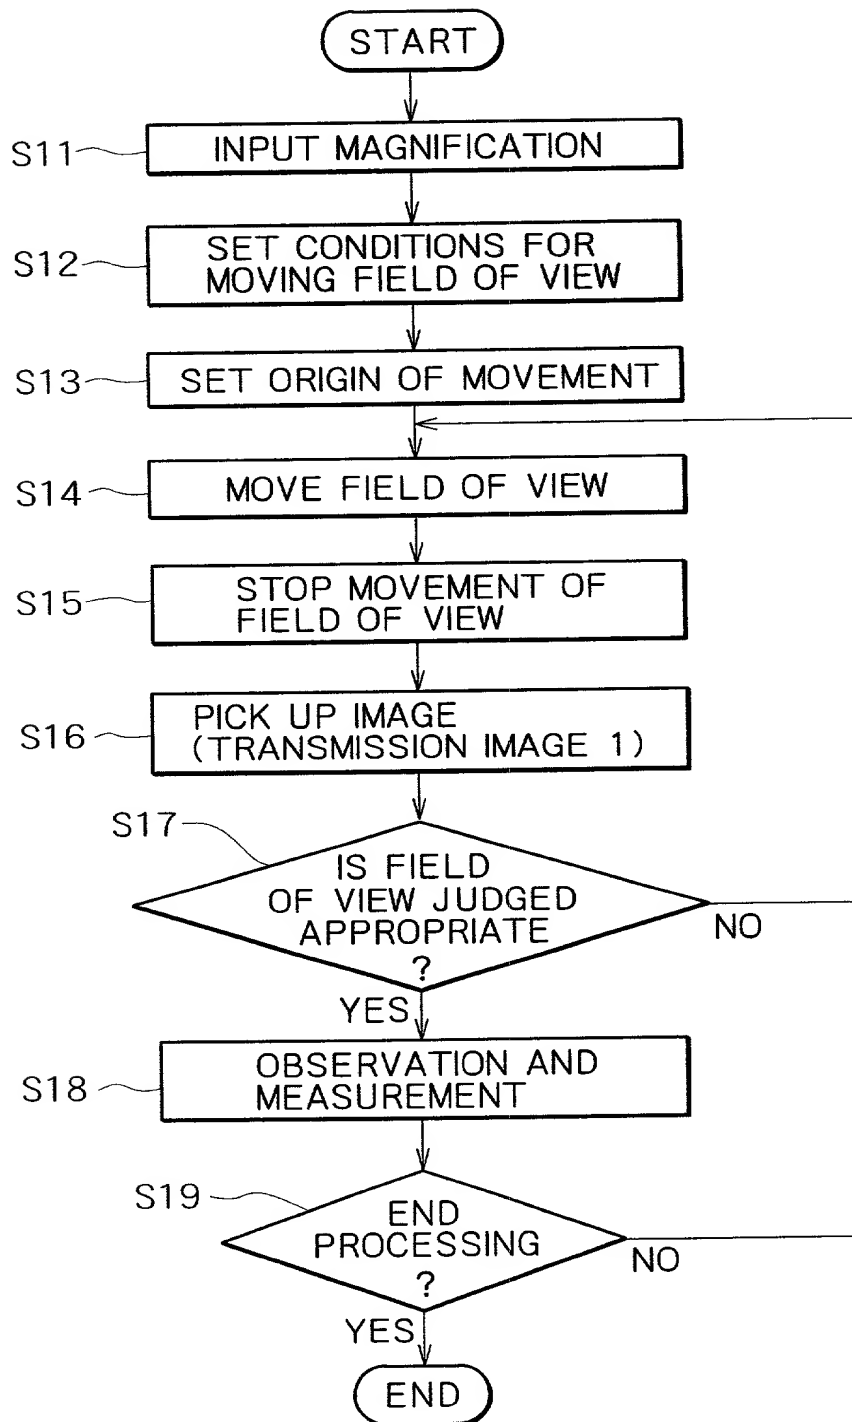 START
S11
INPUT MAGNIFICATION
S12
SET CONDITIONS FOR
MOVING FIELD OF VIEW
S13
SET ORIGIN OF MOVEMENT
S14
MOVE FIELD OF VIEW
S15
STOP MOVEMENT OF
FIELD OF VIEW
S16
PICK UP IMAGE
(TRANSMISSION IMAGE 1)
S17
IS FIELD
OF VIEW JUDGED
APPROPRIATE
?
NO
YES
S18
OBSERVATION AND
MEASUREMENT
S19
END
PROCESSING
?
NO
YES
END